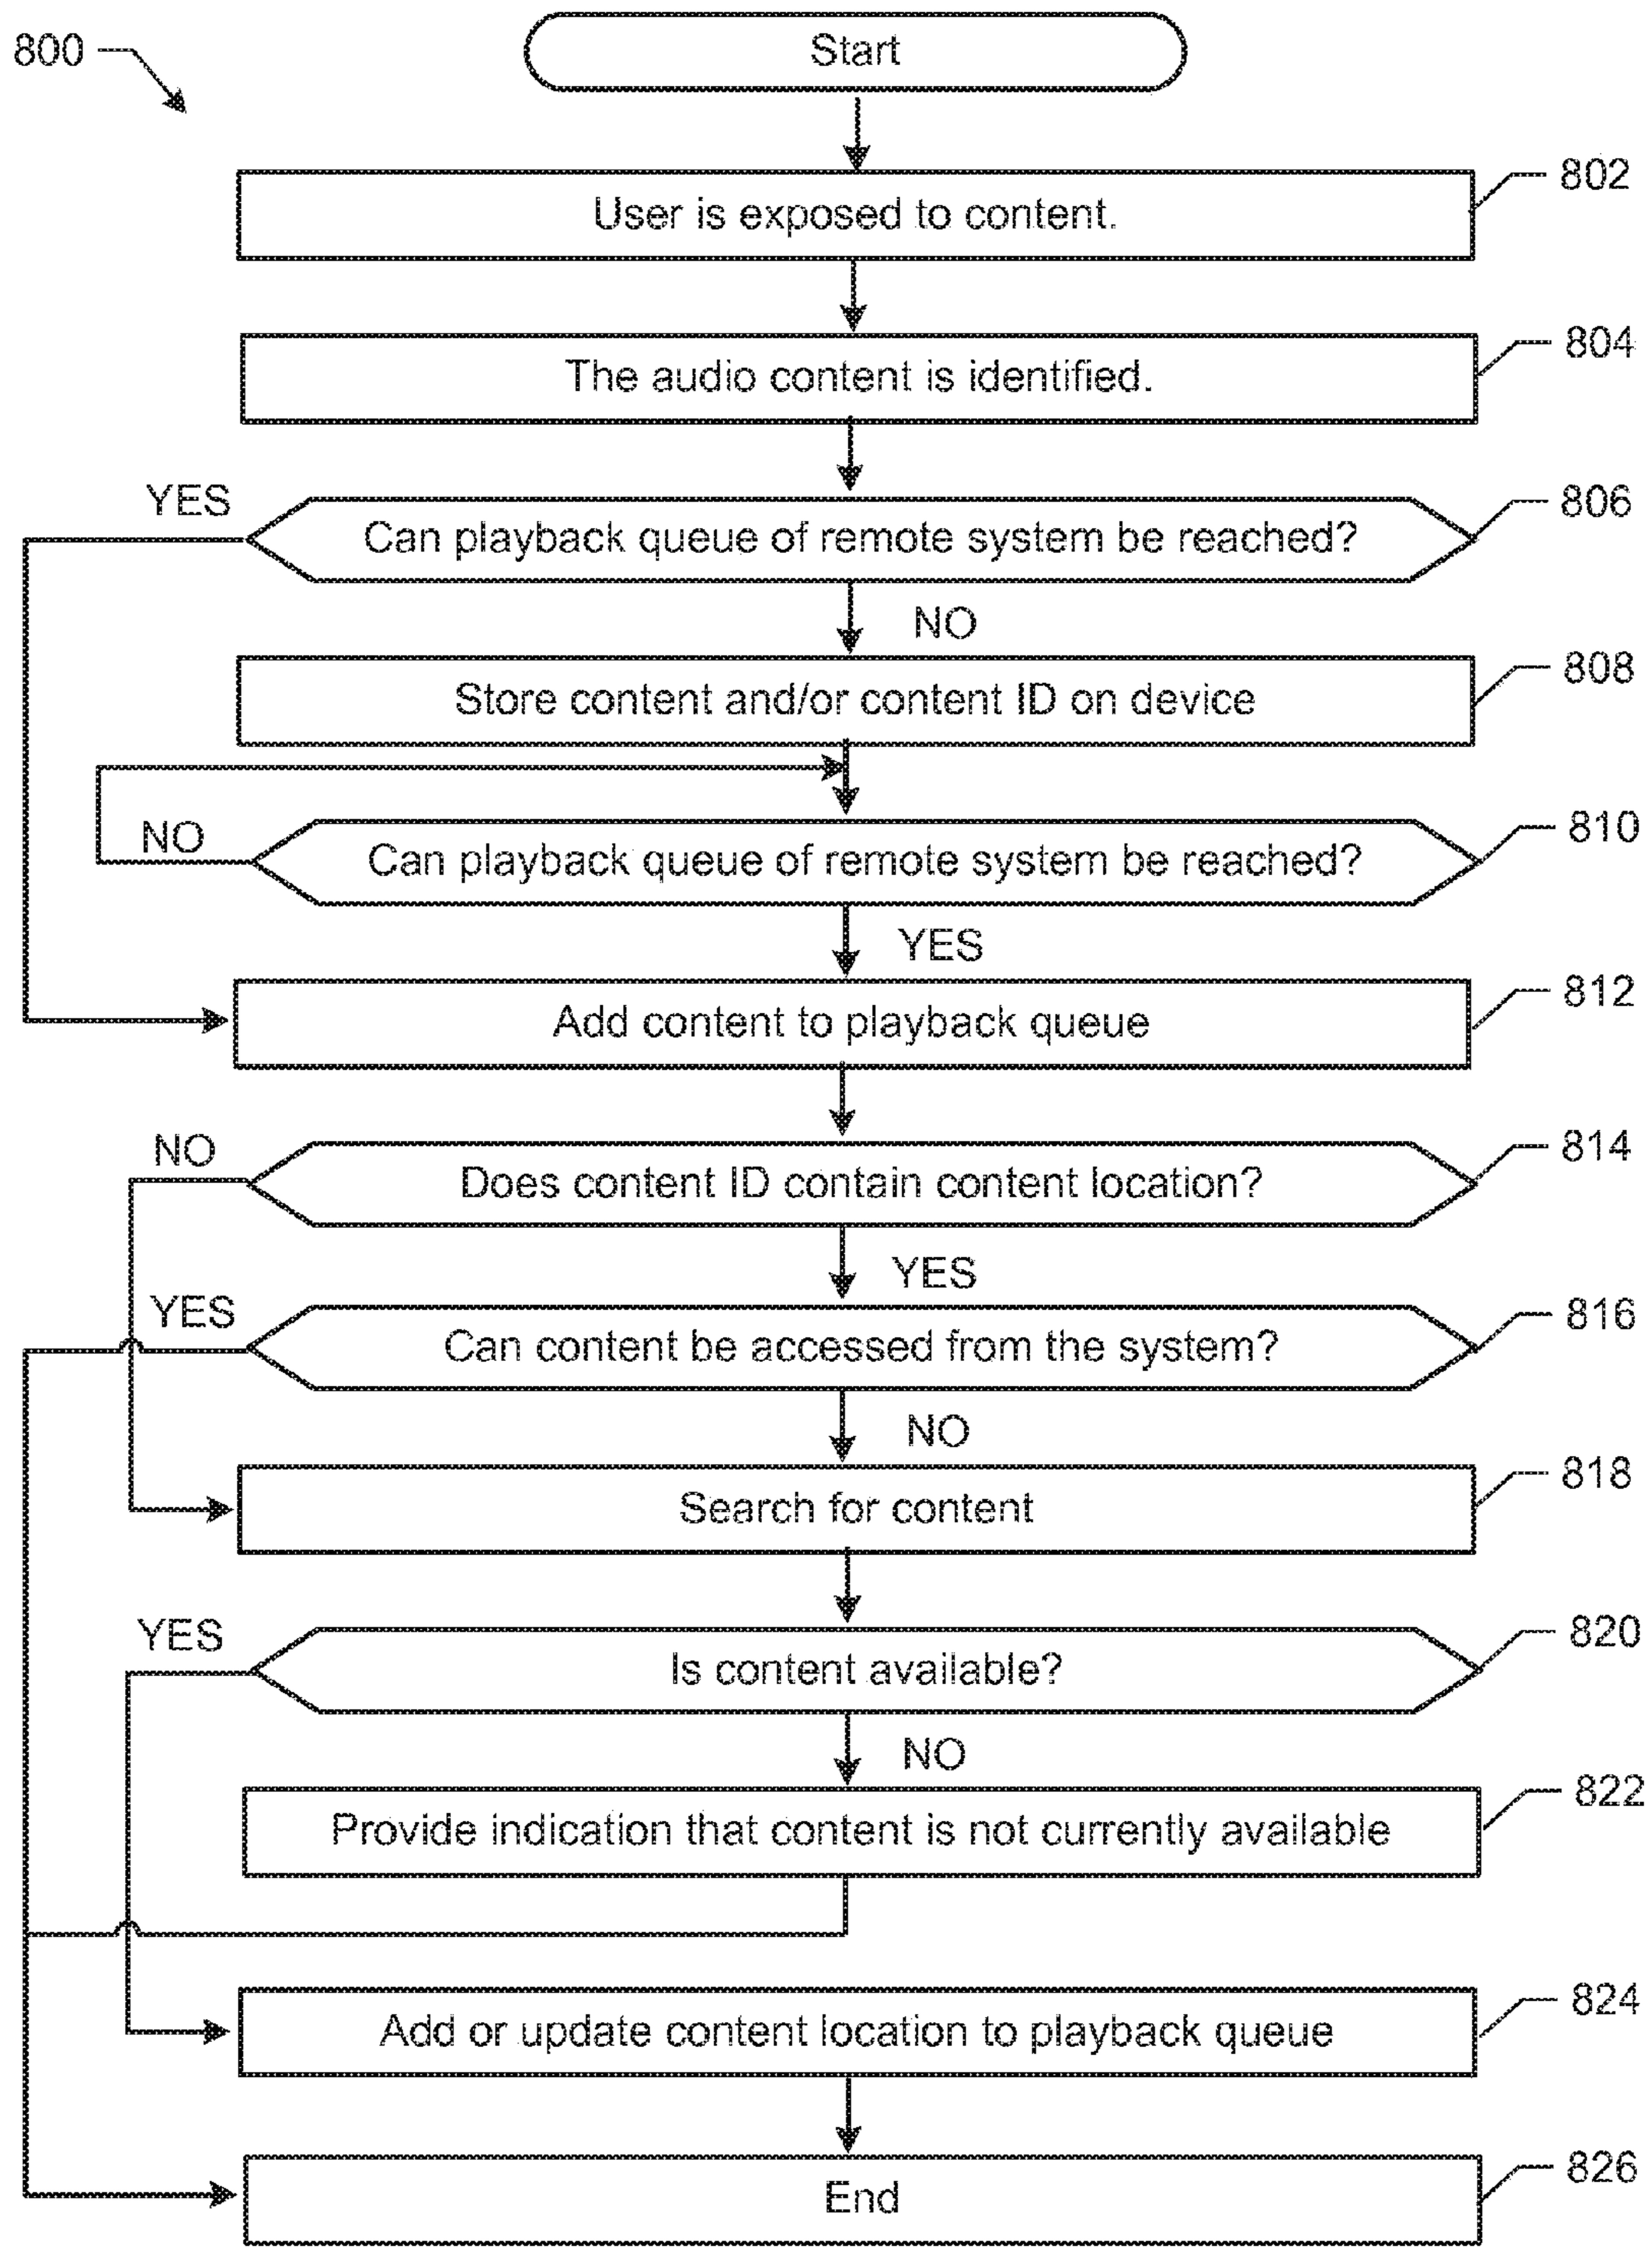 800
Start
802
User is exposed to content.
804
The audio content is identified.
YES
806
Can playback queue of remote system be reached?
NO
808
Store content and/or content ID on device
NO
810
Can playback queue of remote system be reached?
YES
812
Add content to playback queue
NO
814
Does content ID contain content location?
YES
YES
816
Can content be accessed from the system?
NO
818
Search for content
YES
820
Is content available?
NO
822
Provide indication that content is not currently available
824
Add or update content location to playback queue
826
End